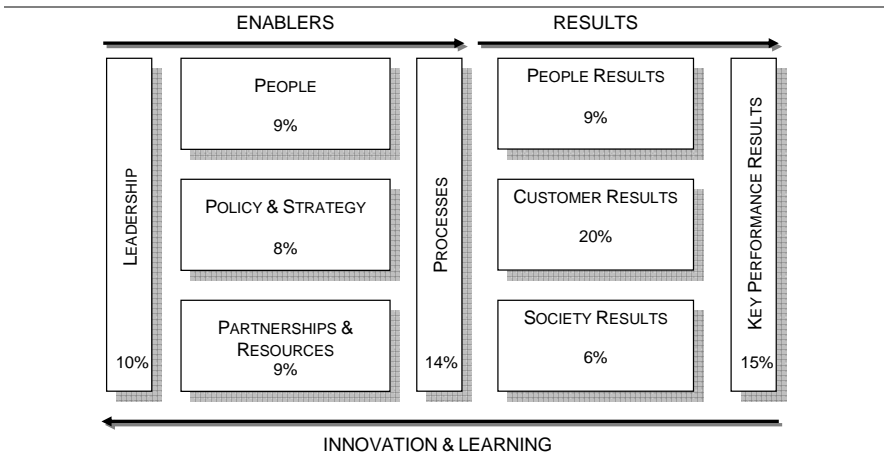 ENABLERS
RESULTS
LEADERSHIP
10%
PEOPLE
9%
POLICY & STRATEGY
8%
PARTNERSHIPS &
RESOURCES
9%
PROCESSES
14%
PEOPLE RESULTS
9%
CUSTOMER RESULTS
20%
SOCIETY RESULTS
6%
KEY PERFORMANCE RESULTS
15%
INNOVATION & LEARNING